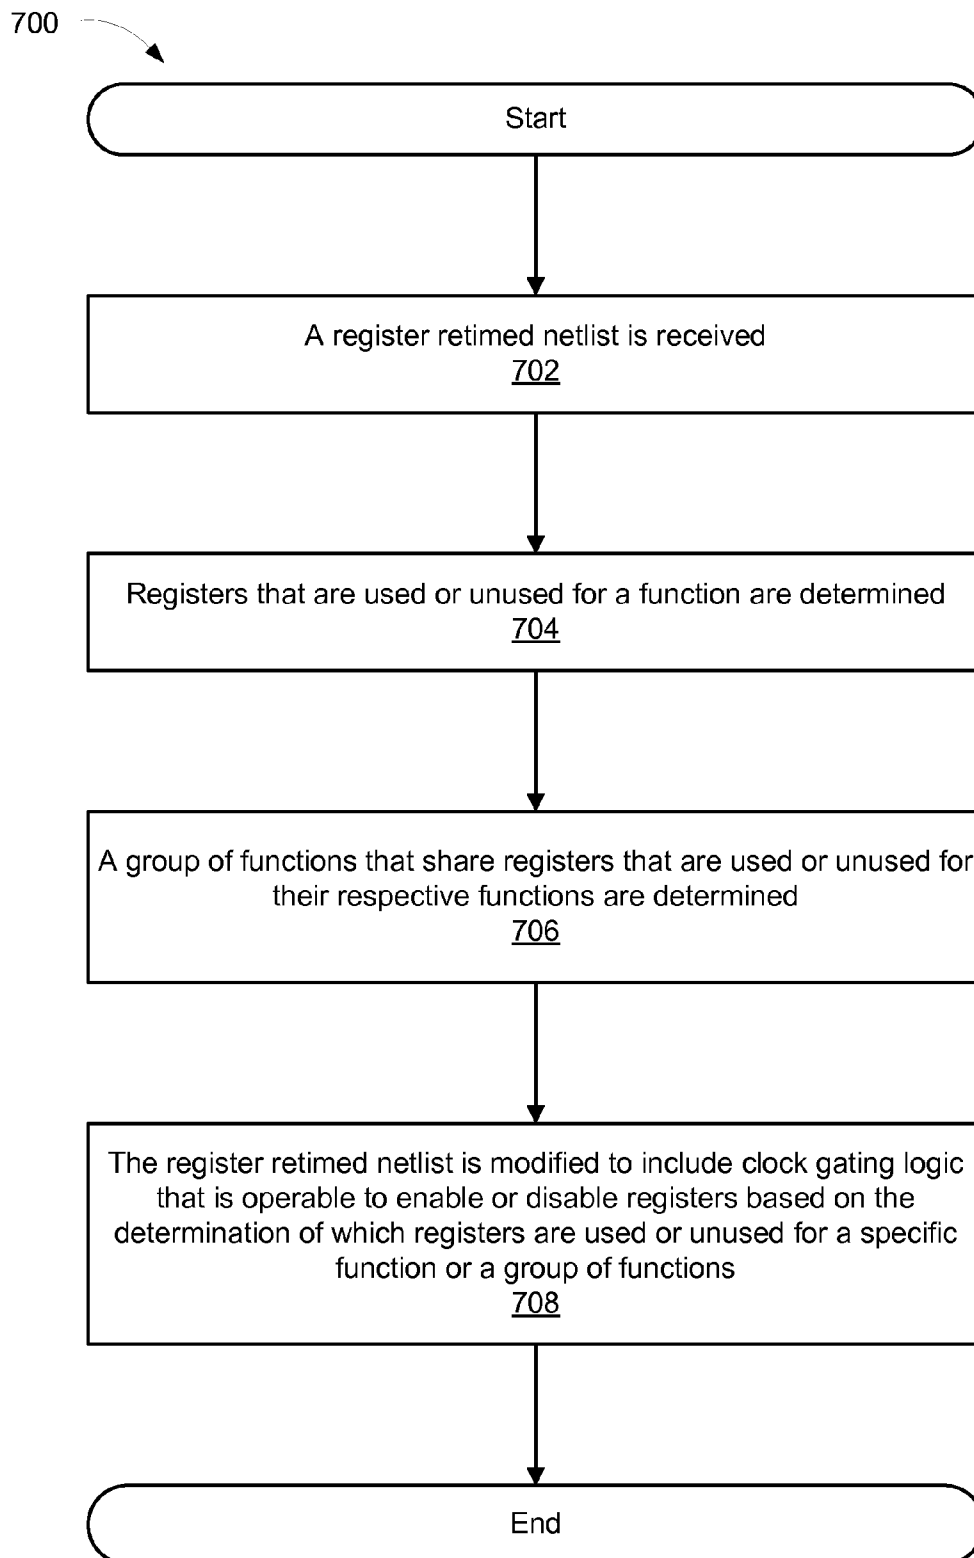 700
Start
A register retimed netlist is received
702
Registers that are used or unused for a function are determined
704
A group of functions that share registers that are used or unused for
their respective functions are determined
706
The register retimed netlist is modified to include clock gating logic
that is operable to enable or disable registers based on the
determination of which registers are used or unused for a specific
function or a group of functions
708
End